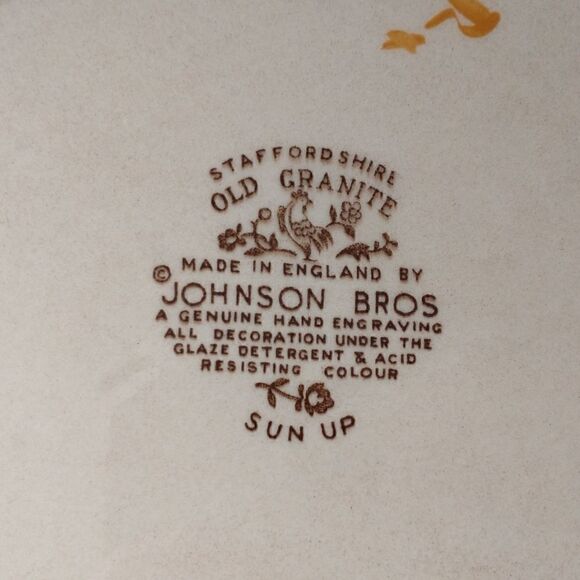 STAFFORDSHIRE
OLD GRANITE
MADE IN ENGLAND BY
© JOHNSON BROS
A GENUINE HAND ENGRAVING
ALL DECORATION UNDER THE
GLAZE DETERGENT & ACID
RESISTING COLOUR
SUN UP